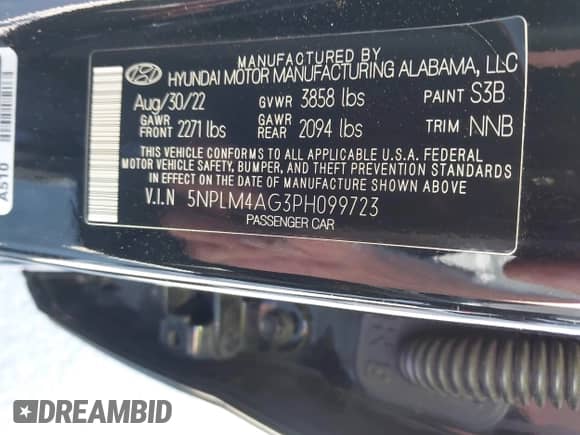 MANUFACTURED BY
HYUNDAI MOTOR MANUFACTURING ALABAMA, LLC
Aug/30/22 GVWR 3858 lbs PAINT S3B
GAWR FRONT 2271 lbs GAWR REAR 2094 lbs TRIM NNB
THIS VEHICLE CONFORMS TO ALL APPLICABLE U.S.A. FEDERAL
MOTOR VEHICLE SAFETY, BUMPER, AND THEFT PREVENTION STANDARDS
IN EFFECT ON THE DATE OF MANUFACTURE SHOWN ABOVE
V.I.N 5NPLM4AG3PH099723
PASSENGER CAR
A510
DREAMBID